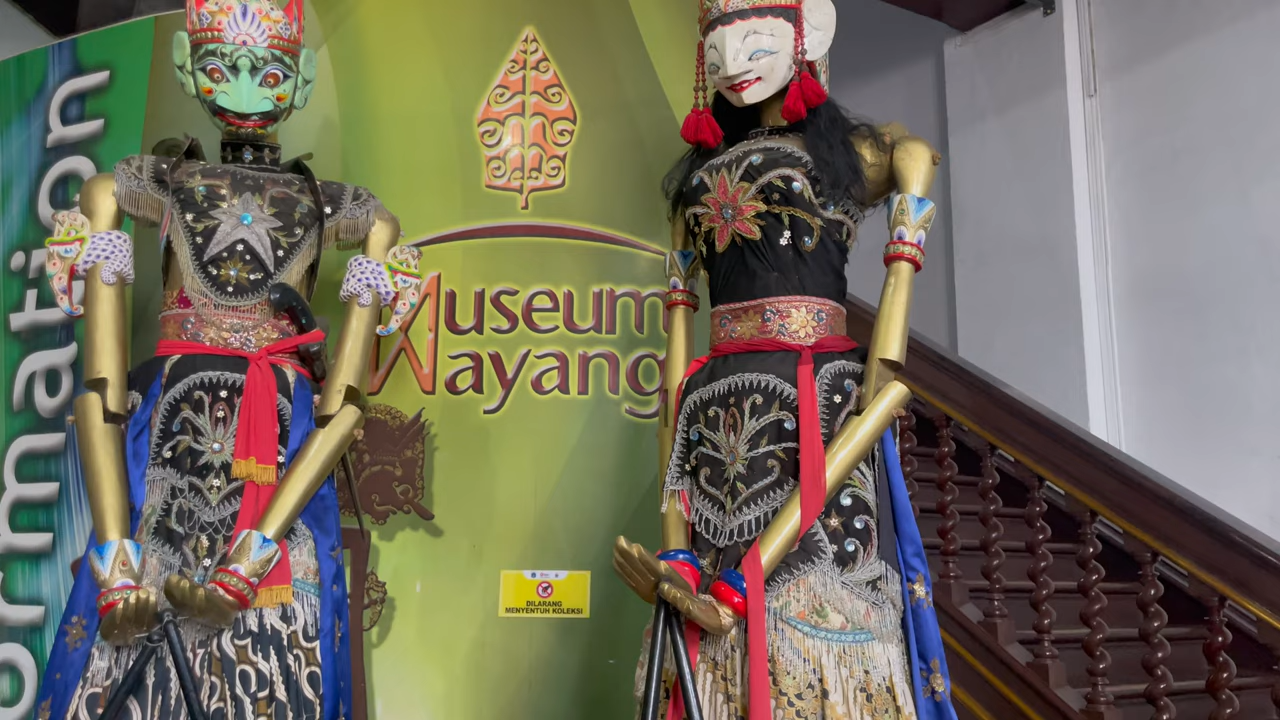 ormation
Museum
Wayang
DILARANG
MENYENTUH KOLEKSI